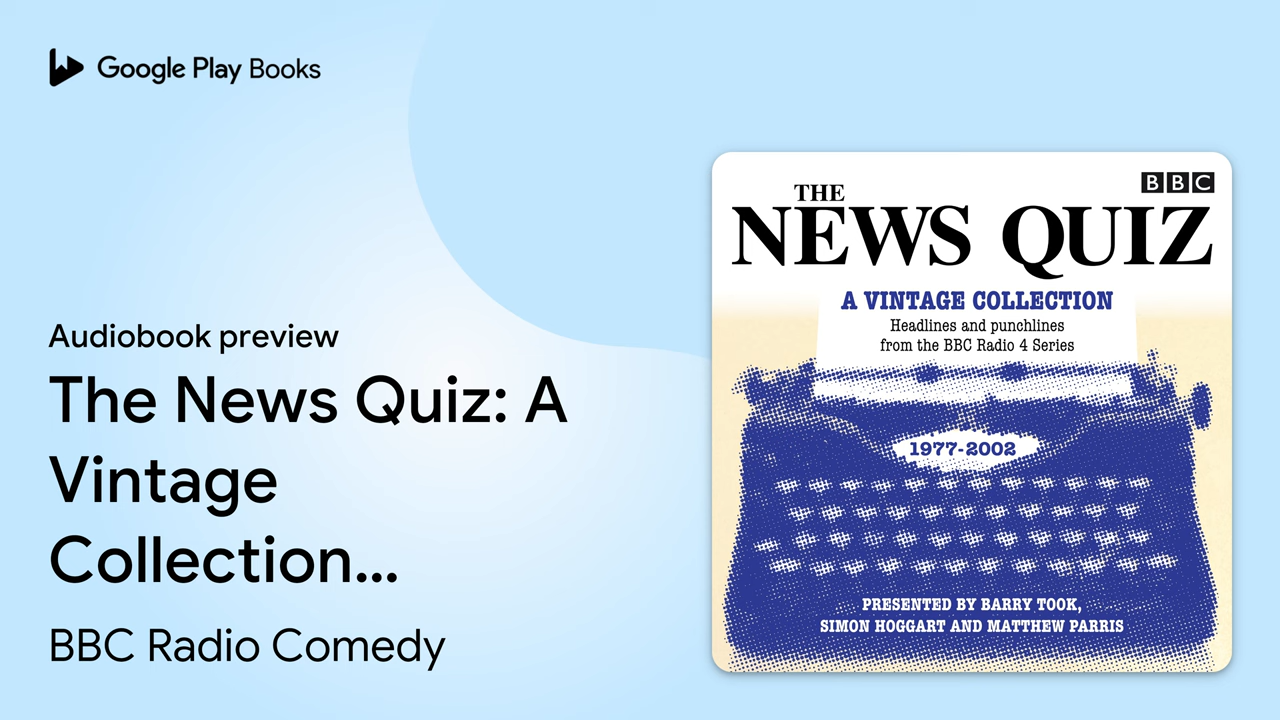 Google Play Books
Audiobook preview
The News Quiz: A
Vintage
Collection...
BBC Radio Comedy
BBC
THE
NEWS QUIZ
A VINTAGE COLLECTION
Headlines and punchlines
from the BBC Radio 4 Series
1977-2002
PRESENTED BY BARRY TOOK,
SIMON HOGGART AND MATTHEW PARRIS